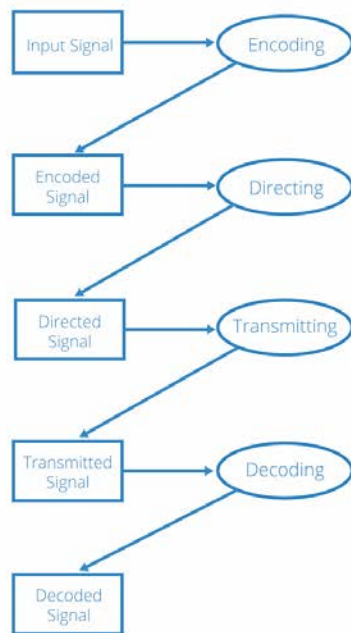 Input Signal
Encoding
Encoded
Signal
Directing
Directed
Signal
Transmitting
Transmitted
Signal
Decoding
Decoded
Signal